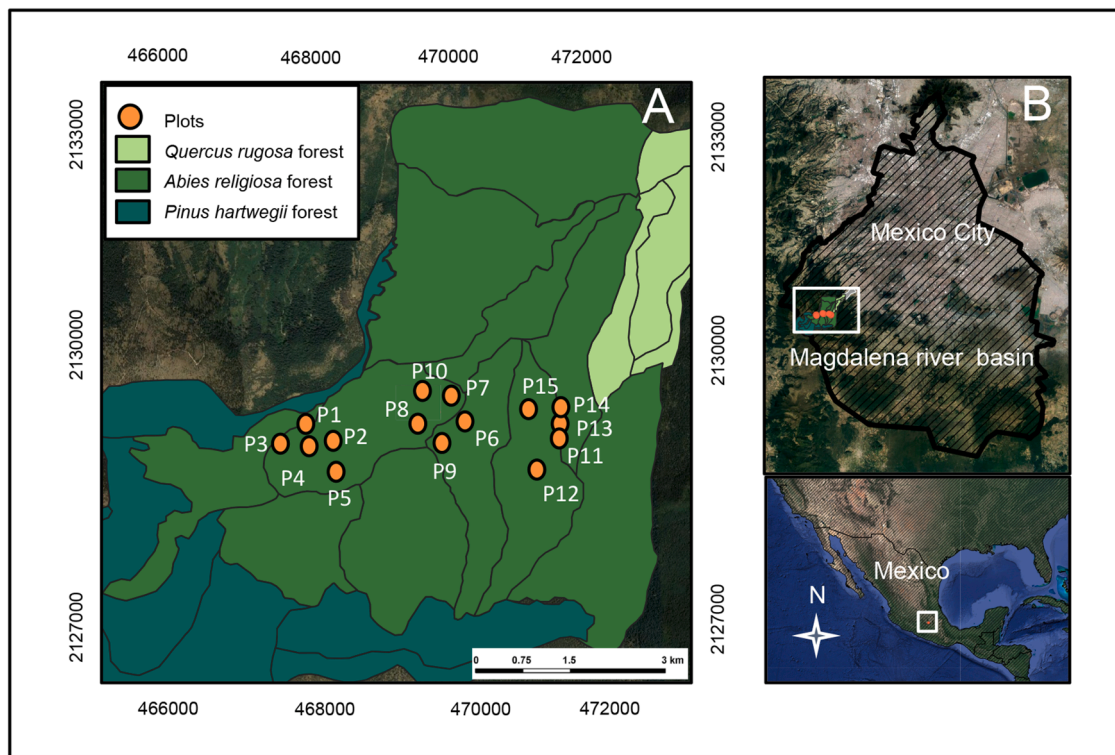 466000 468000 470000 472000
A
Plots
Quercus rugosa forest
Abies religiosa forest
Pinus hartwegii forest
2133000
2130000
2127000
2133000
2130000
2127000
P10
P7
P15
P14
P1
P8
P13
P3
P2
P6
P11
P4
P9
P5
P12
0 0.75 1.5 3 km
466000 468000 470000 472000
B
Mexico City
Magdalena river basin
Mexico
N